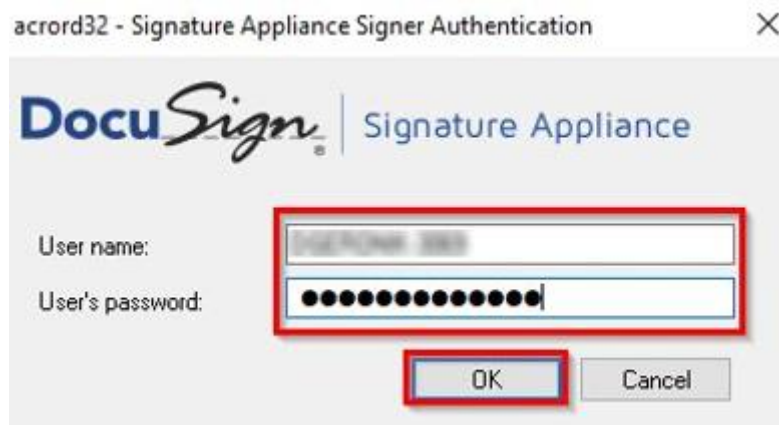 acrord32 - Signature Appliance Signer Authentication
DocuSign® | Signature Appliance
User name:
User's password: ●●●●●●●●●●●●●
OK Cancel